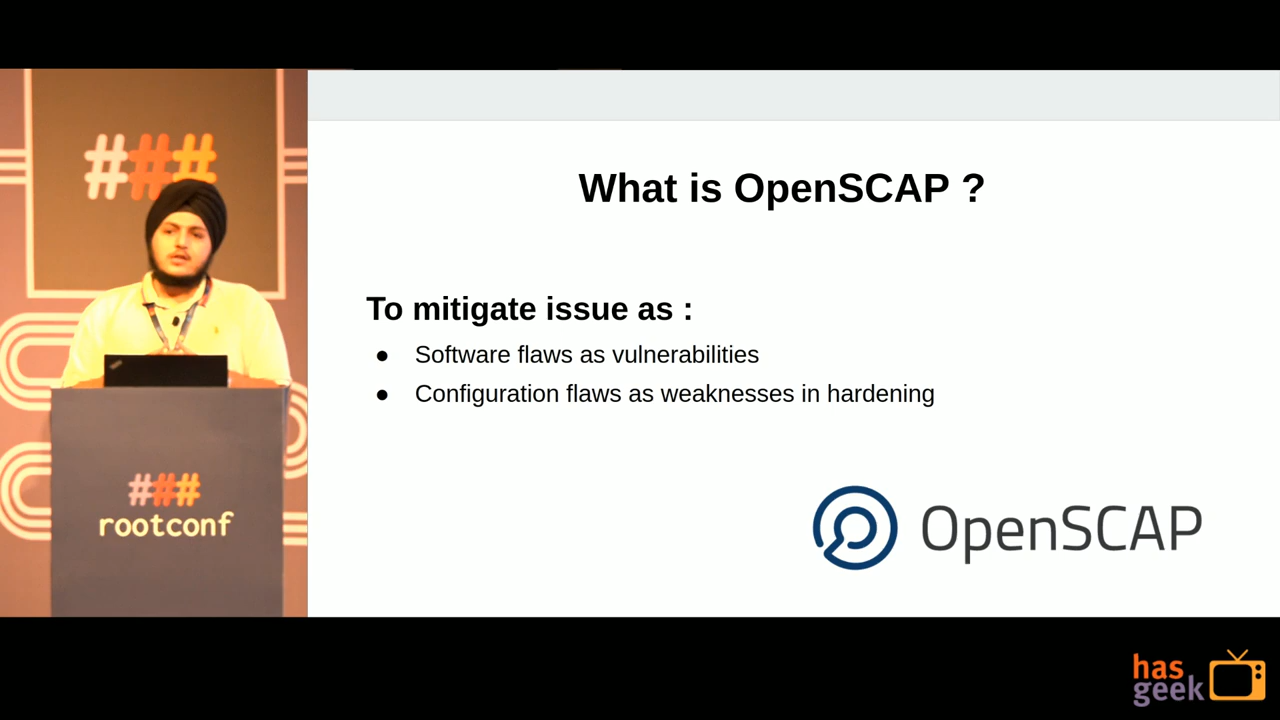 ###
What is OpenSCAP ?
To mitigate issue as :
● Software flaws as vulnerabilities
● Configuration flaws as weaknesses in hardening
OpenSCAP
###
rootconf
has
geek